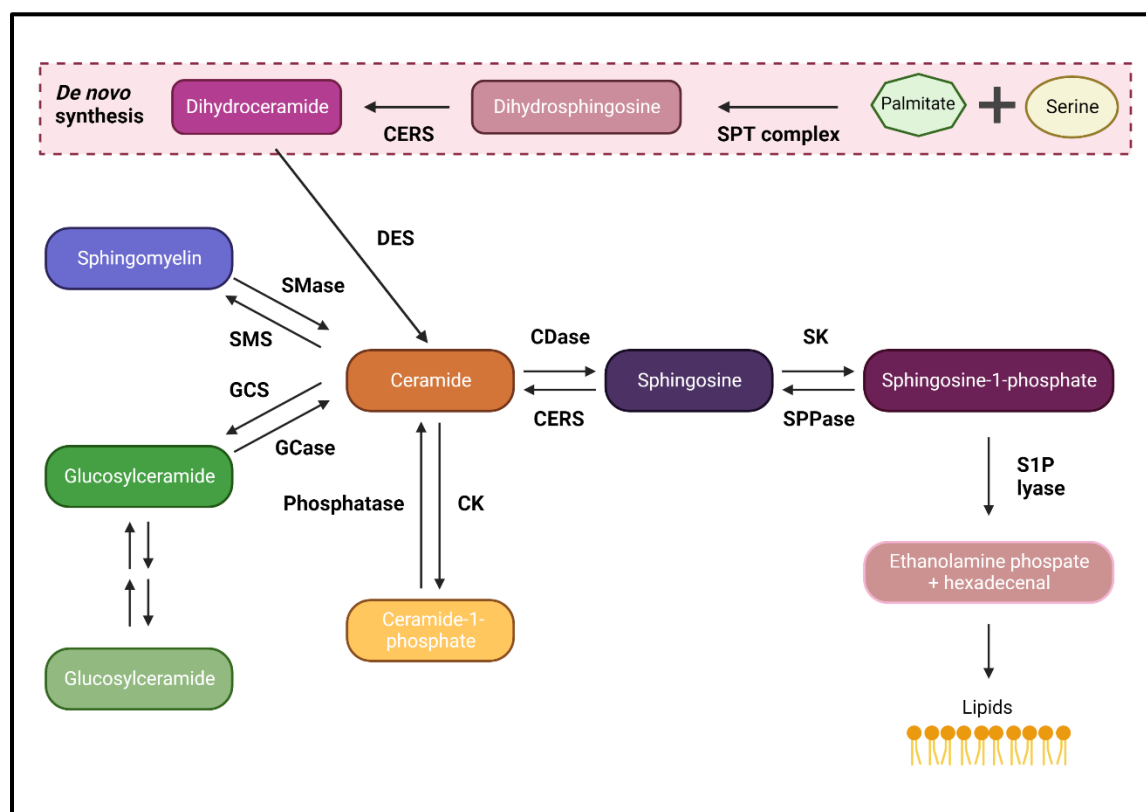 De novo
synthesis
Dihydroceramide
CERS
Dihydrosphingosine
SPT complex
Palmitate
+
Serine
DES
Sphingomyelin
SMase
SMS
GCS
GCase
Ceramide
CDase
CERS
Sphingosine
SK
SPPase
Sphingosine-1-phosphate
Glucosylceramide
Phosphatase
CK
S1P
lyase
Ceramide-1-
phosphate
Ethanolamine phospate
+ hexadecenal
Glucosylceramide
Lipids